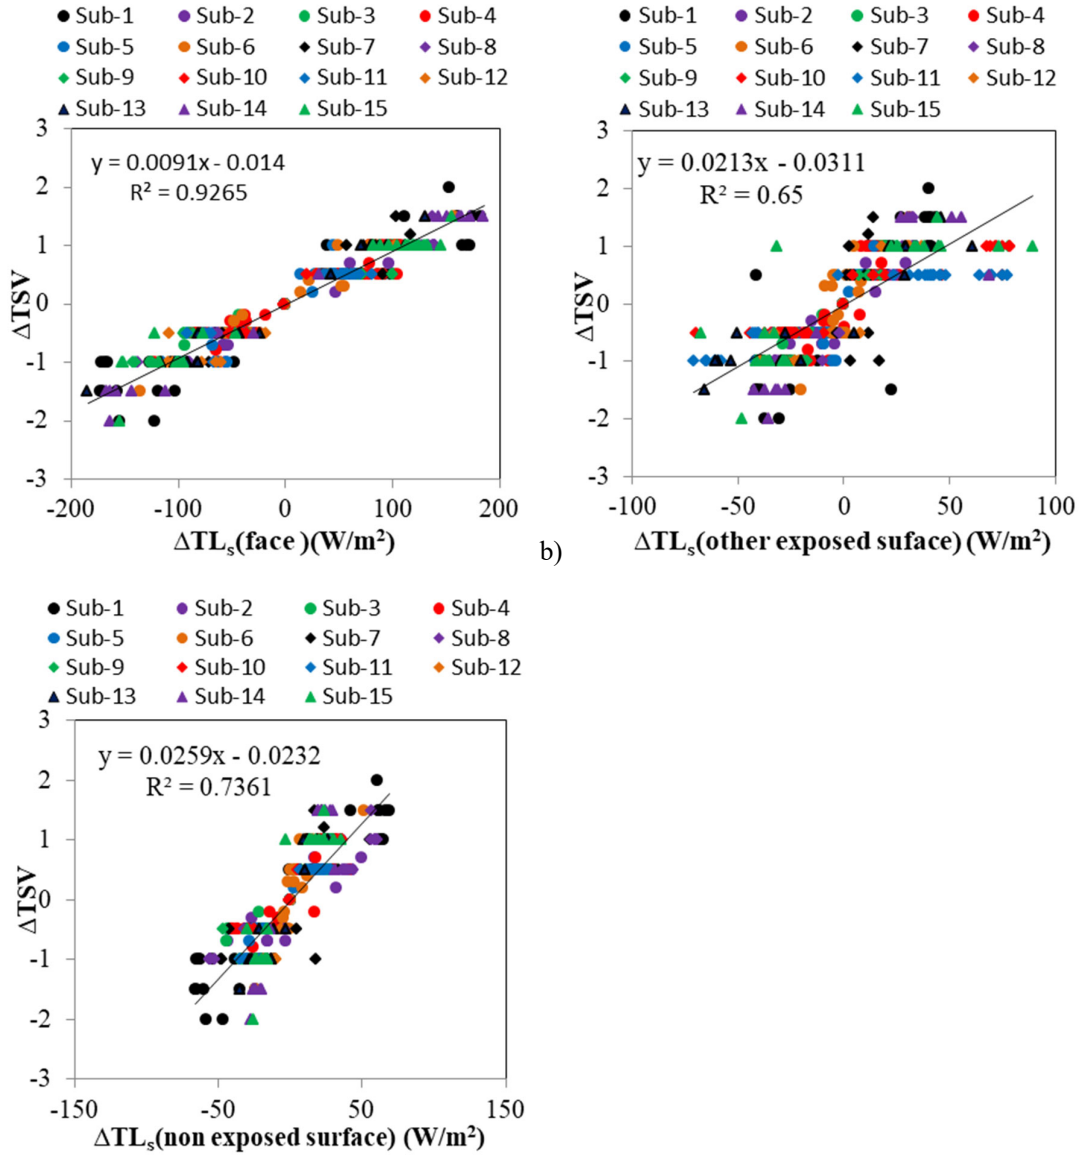 Sub-1 Sub-2 Sub-3 Sub-4
Sub-5 Sub-6 Sub-7 Sub-8
Sub-9 Sub-10 Sub-11 Sub-12
Sub-13 Sub-14 Sub-15
3
y = 0.0091x - 0.014
R² = 0.9265
2
1
0
-1
-2
-3
ΔTSV
-200 -100 0 100 200
ΔTLₛ(face )(W/m²)
b)
Sub-1 Sub-2 Sub-3 Sub-4
Sub-5 Sub-6 Sub-7 Sub-8
Sub-9 Sub-10 Sub-11 Sub-12
Sub-13 Sub-14 Sub-15
3
y = 0.0213x - 0.0311
R² = 0.65
2
1
0
-1
-2
-3
ΔTSV
-100 -50 0 50 100
ΔTLₛ(other exposed suface) (W/m²)
Sub-1 Sub-2 Sub-3 Sub-4
Sub-5 Sub-6 Sub-7 Sub-8
Sub-9 Sub-10 Sub-11 Sub-12
Sub-13 Sub-14 Sub-15
3
y = 0.0259x - 0.0232
R² = 0.7361
2
1
0
-1
-2
-3
ΔTSV
-150 -50 50 150
ΔTLₛ(non exposed surface) (W/m²)